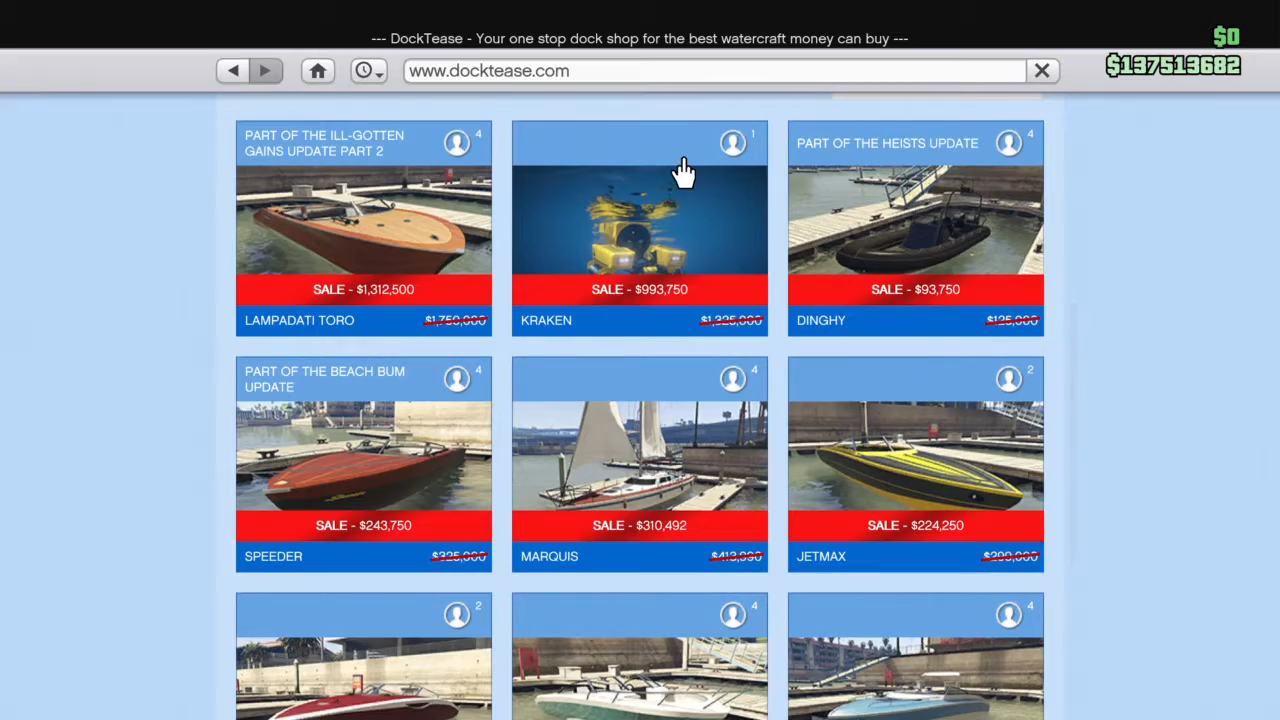 --- DockTease - Your one stop dock shop for the best watercraft money can buy ---
$0
www.docktease.com
$137513682
PART OF THE ILL-GOTTEN
GAINS UPDATE PART 2
4
1
PART OF THE HEISTS UPDATE
4
SALE - $1,312,500
SALE - $993,750
SALE - $93,750
LAMPADATI TORO
$1,750,000
KRAKEN
$1,325,000
DINGHY
$125,000
PART OF THE BEACH BUM
UPDATE
4
4
2
SALE - $243,750
SALE - $310,492
SALE - $224,250
SPEEDER
$325,000
MARQUIS
$413,990
JETMAX
$299,000
2
4
4